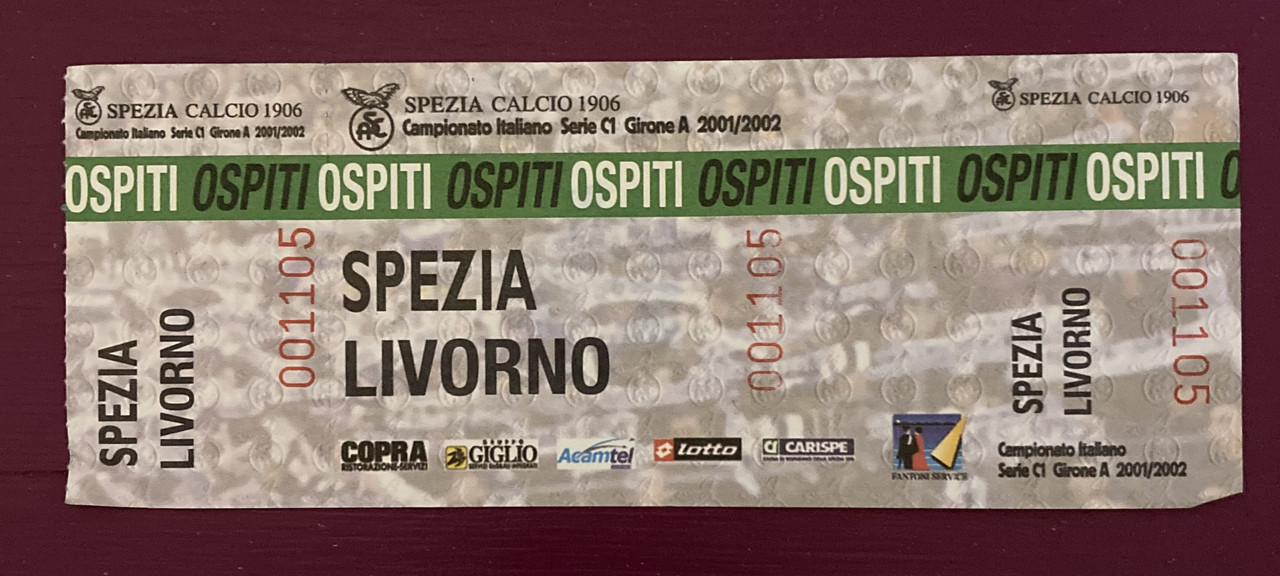 SPEZIA CALCIO 1906
Campionato Italiano Serie C1 Girone A 2001/2002
SPEZIA CALCIO 1906
Campionato Italiano Serie C1 Girone A 2001/2002
SPEZIA CALCIO 1906
OSPITI OSPITI OSPITI OSPITI OSPITI OSPITI OSPITI OSPITI OSPITI O
SPEZIA
LIVORNO
001105
SPEZIA
LIVORNO
001105
SPEZIA
LIVORNO
001105
COPRA
RISTORAZIONE·SERVIZI
GRUPPO
GIGLIO
Acamtel
lotto
CARISPE
FANTONI SERVICE
Campionato Italiano
Serie C1 Girone A 2001/2002